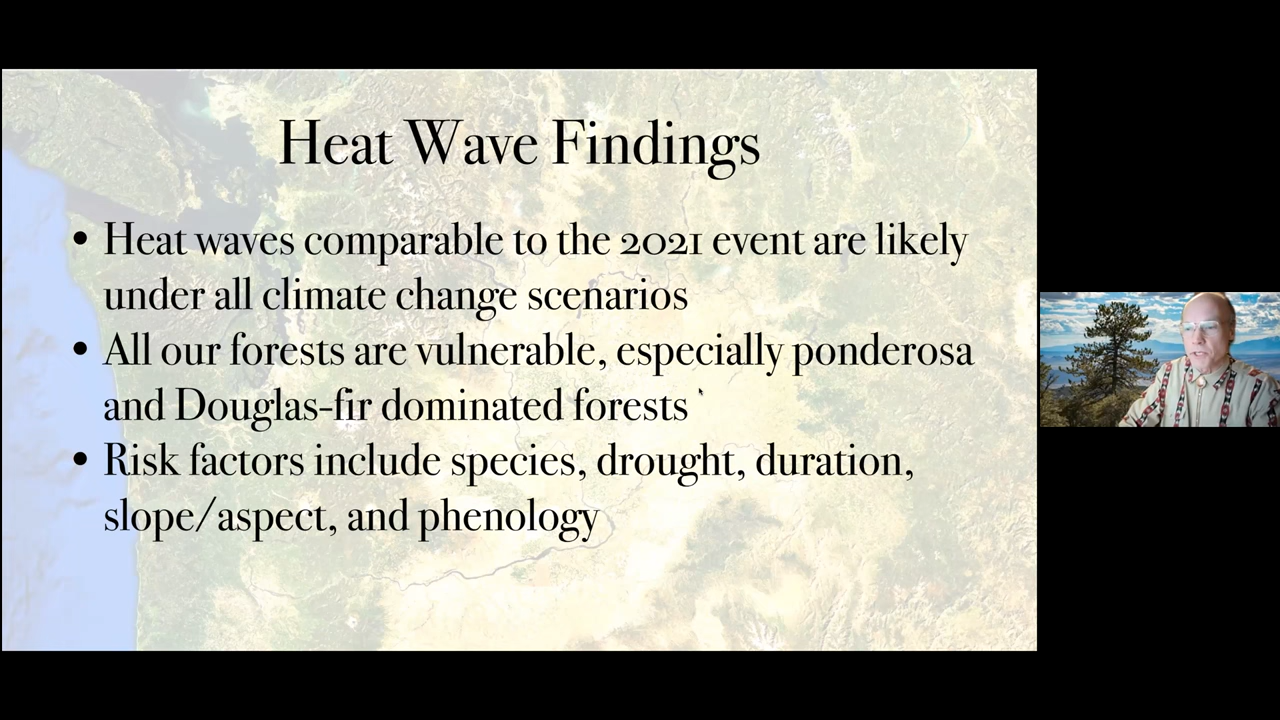 Heat Wave Findings
• Heat waves comparable to the 2021 event are likely
under all climate change scenarios
• All our forests are vulnerable, especially ponderosa
and Douglas-fir dominated forests
• Risk factors include species, drought, duration,
slope/aspect, and phenology